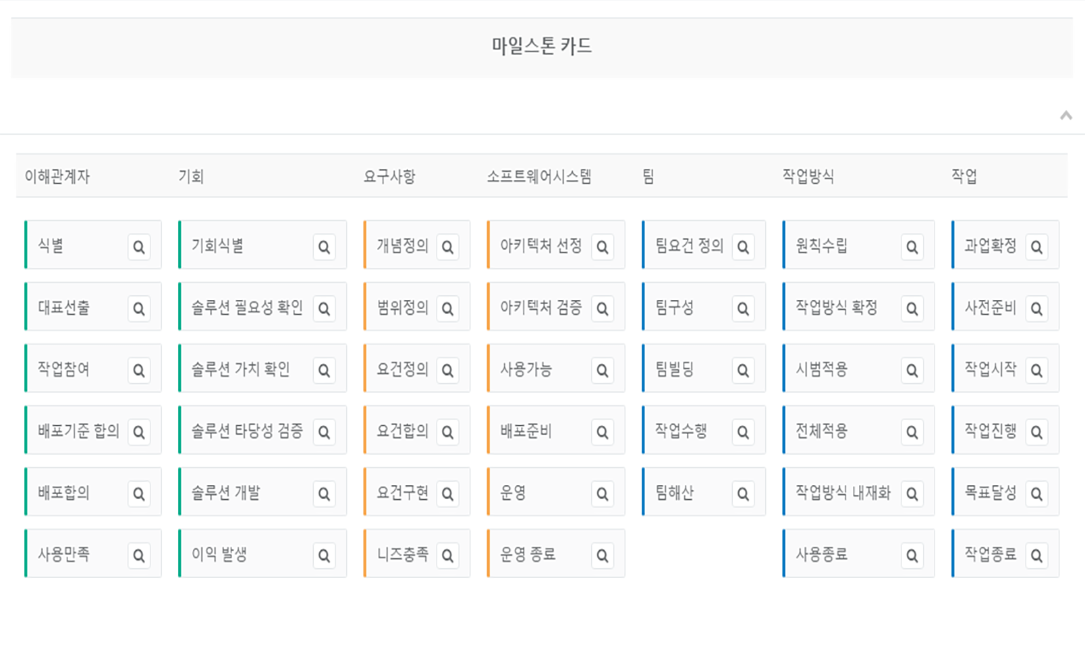 마일스톤 카드
이해관계자 기회 요구사항 소프트웨어시스템 팀 작업방식 작업
식별 기회식별 개념정의 아키텍처 선정 팀요건 정의 원칙수립 과업확정
대표선출 솔루션 필요성 확인 범위정의 아키텍처 검증 팀구성 작업방식 확정 사전준비
작업참여 솔루션 가치 확인 요건정의 사용가능 팀빌딩 시범적용 작업시작
배포기준 합의 솔루션 타당성 검증 요건합의 배포준비 작업수행 전체적용 작업진행
배포합의 솔루션 개발 요건구현 운영 팀해산 작업방식 내재화 목표달성
사용만족 이익 발생 니즈충족 운영 종료 사용종료 작업종료